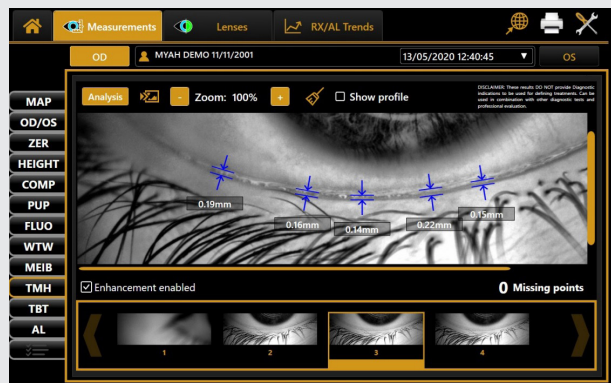 Measurements Lenses RX/AL Trends
OD MYAH DEMO 11/11/2001 13/05/2020 12:40:45 OS
Analysis - Zoom: 100% + Show profile
DISCLAIMER: These results DO NOT provide Diagnostic
indications to be used for defining treatments. Can be
used in combination with other diagnostic tests and
professional evaluation.
MAP
OD/OS
ZER
HEIGHT
COMP
PUP
FLUO
WTW
MEIB
TMH
TBT
AL
0.19mm
0.16mm
0.14mm
0.22mm
0.15mm
Enhancement enabled 0 Missing points
1 2 3 4